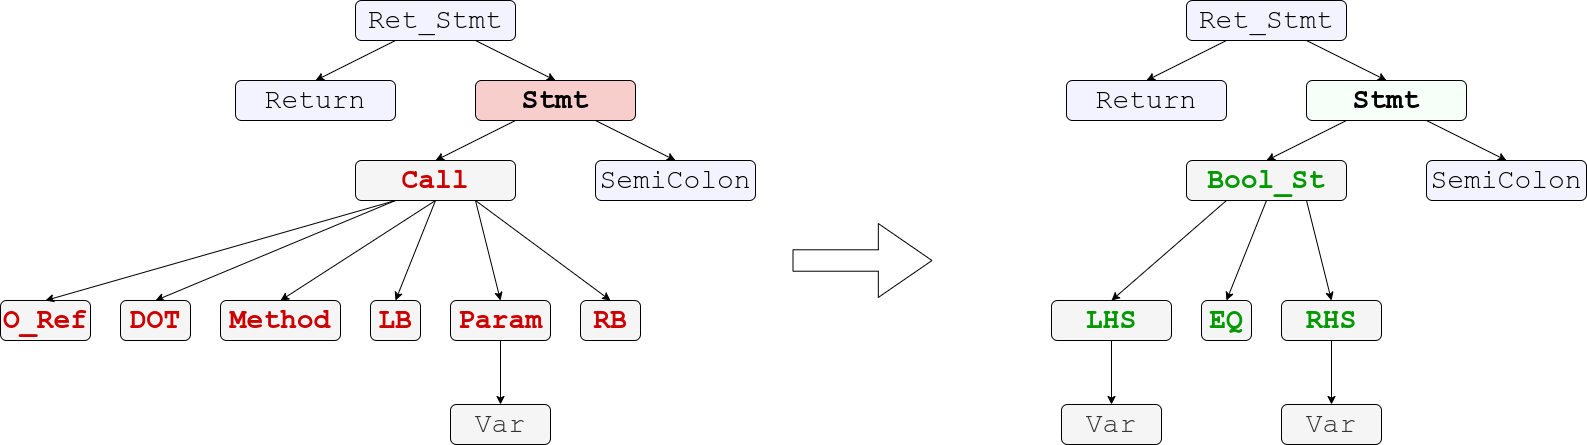 Ret_Stmt
Return
Stmt
Call
SemiColon
O_Ref
DOT
Method
LB
Param
RB
Var
Ret_Stmt
Return
Stmt
Bool_St
SemiColon
LHS
EQ
RHS
Var
Var